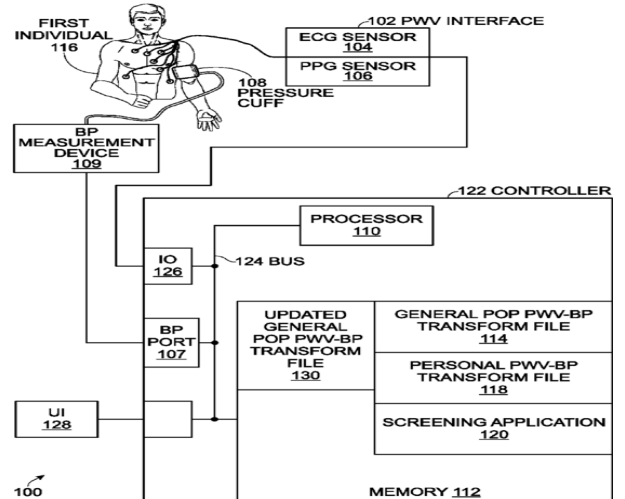 FIRST
INDIVIDUAL
116
102 PWV INTERFACE
ECG SENSOR
104
PPG SENSOR
106
108
PRESSURE
CUFF
BP
MEASUREMENT
DEVICE
109
122 CONTROLLER
PROCESSOR
110
IO
126
124 BUS
BP
PORT
107
UPDATED
GENERAL
POP PWV-BP
TRANSFORM
FILE
130
GENERAL POP PWV-BP
TRANSFORM FILE
114
PERSONAL PWV-BP
TRANSFORM FILE
118
SCREENING APPLICATION
120
UI
128
100
MEMORY 112